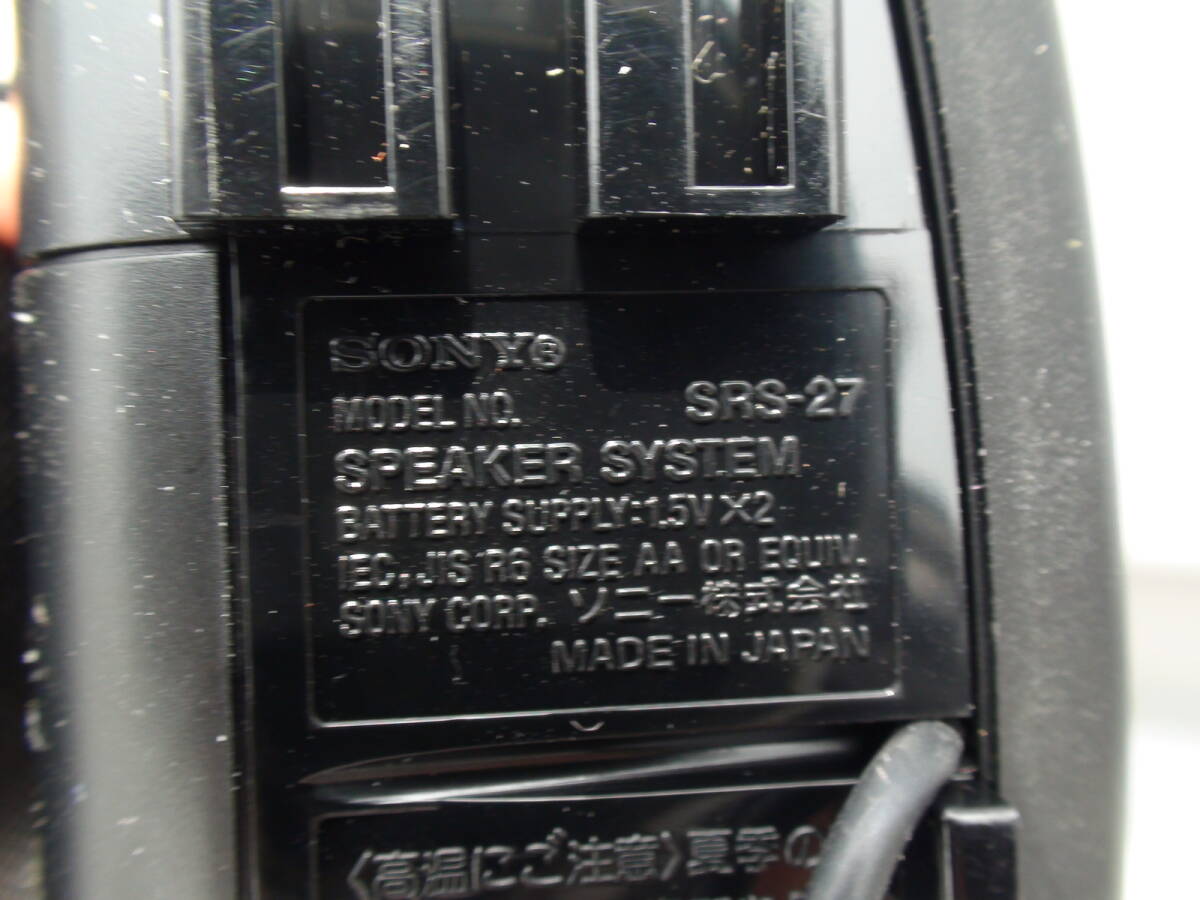 SONY®
MODEL NO. SRS-27
SPEAKER SYSTEM
BATTERY SUPPLY:1.5V×2
IEC,JIS R6 SIZE AA OR EQUIV.
SONY CORP. ソニー株式会社
MADE IN JAPAN
〈高温にご注意〉夏季の